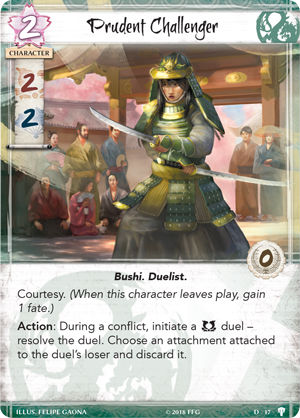 2
Prudent Challenger
CHARACTER
2
2
0
Bushi. Duelist.
Courtesy. (When this character leaves play, gain
1 fate.)
Action: During a conflict, initiate a duel –
resolve the duel. Choose an attachment attached
to the duel's loser and discard it.
ILLUS. FELIPE GAONA © 2018 FFG D 17